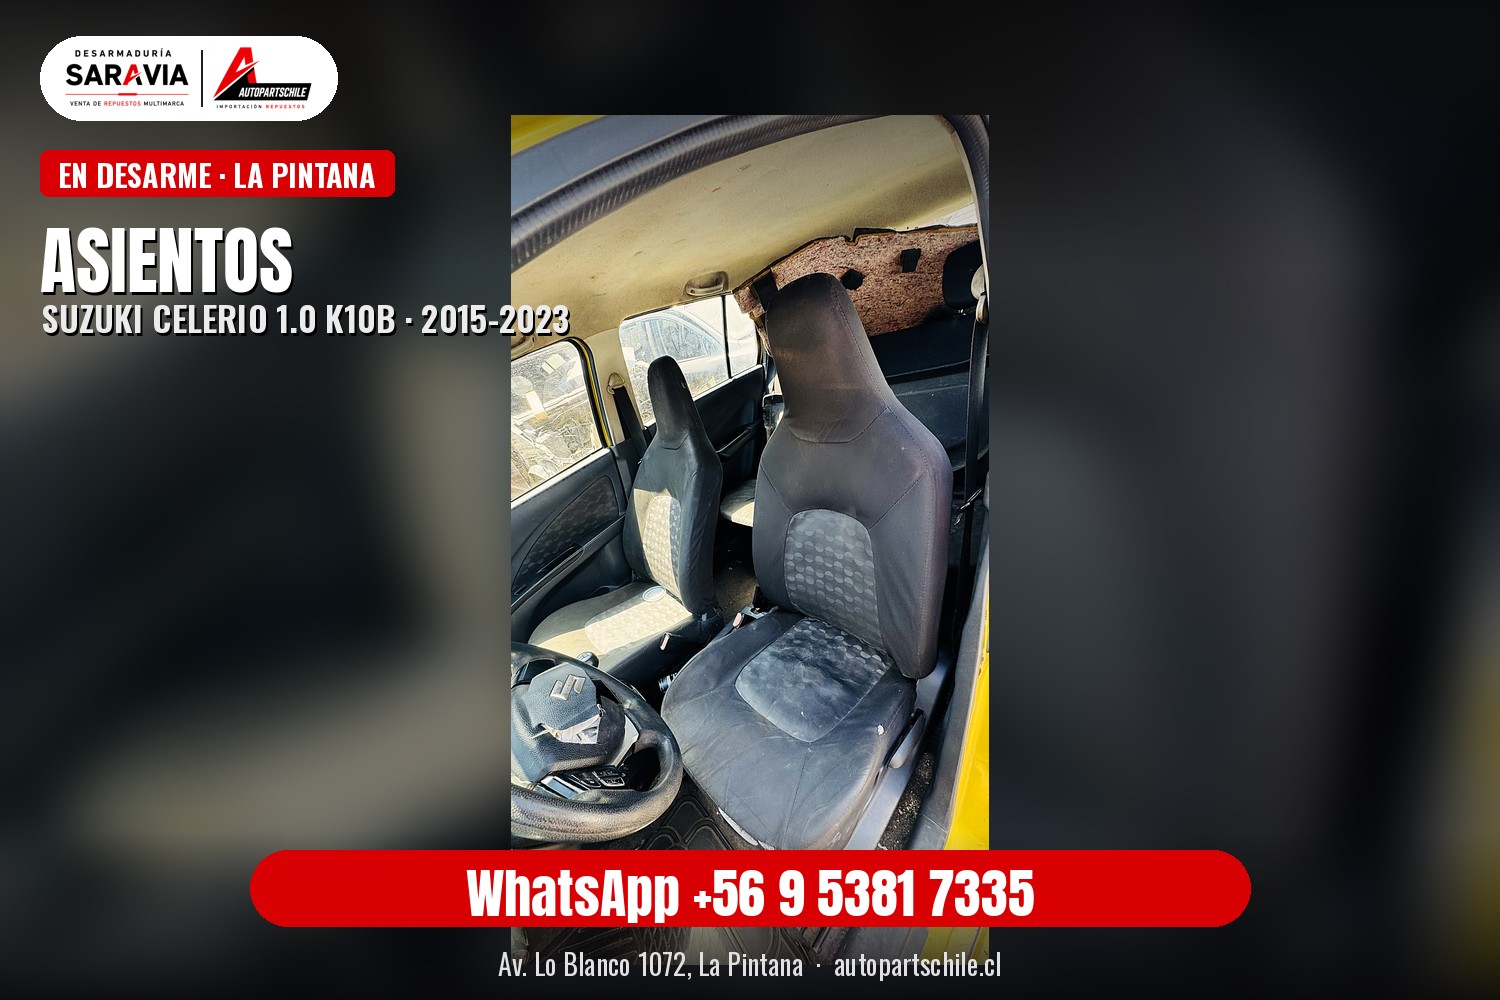 DESARMADURÍA
SARAVIA
VENTA DE REPUESTOS MULTIMARCA
AUTOPARTSCHILE
IMPORTACIÓN REPUESTOS
EN DESARME · LA PINTANA
ASIENTOS
SUZUKI CELERIO 1.0 K10B · 2015-2023
WhatsApp +56 9 5381 7335
Av. Lo Blanco 1072, La Pintana · autopartschile.cl